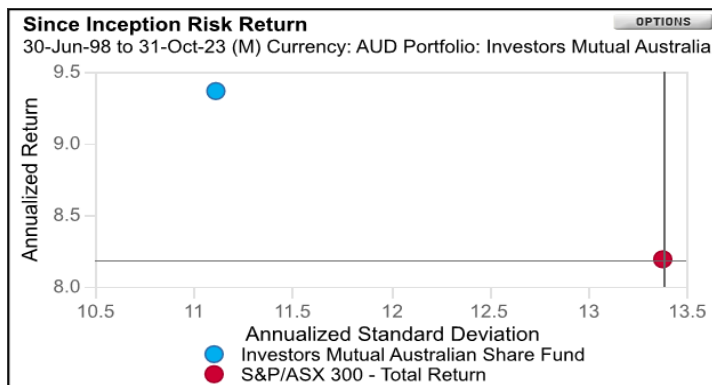 Since Inception Risk Return
OPTIONS
30-Jun-98 to 31-Oct-23 (M) Currency: AUD Portfolio: Investors Mutual Australia
Annualized Return
9.5
9.0
8.5
8.0
10.5 11 11.5 12 12.5 13 13.5
Annualized Standard Deviation
Investors Mutual Australian Share Fund
S&P/ASX 300 - Total Return